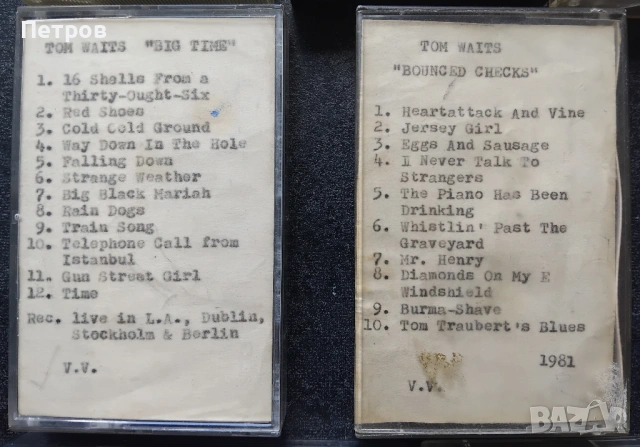 Петров
TOM WAITS "BIG TIME"
1. 16 Shells From a
Thirty-Ought-Six
2. Red Shoes
3. Cold Cold Ground
4. Way Down In The Hole
5. Falling Down
6. Strange Weather
7. Big Black Mariah
8. Rain Dogs
9. Train Song
10. Telephone Call from
Istanbul
11. Gun Street Girl
12. Time
Rec. live in L.A., Dublin,
Stockholm & Berlin
V.V.
TOM WAITS
"BOUNCED CHECKS"
1. Heartattack And Vine
2. Jersey Girl
3. Eggs And Sausage
4. I Never Talk To
Strangers
5. The Piano Has Been
Drinking
6. Whistlin' Past The
Graveyard
7. Mr. Henry
8. Diamonds On My E
Windshield
9. Burma-Shave
10. Tom Traubert's Blues
1981
V.V.
BAZAR
bg